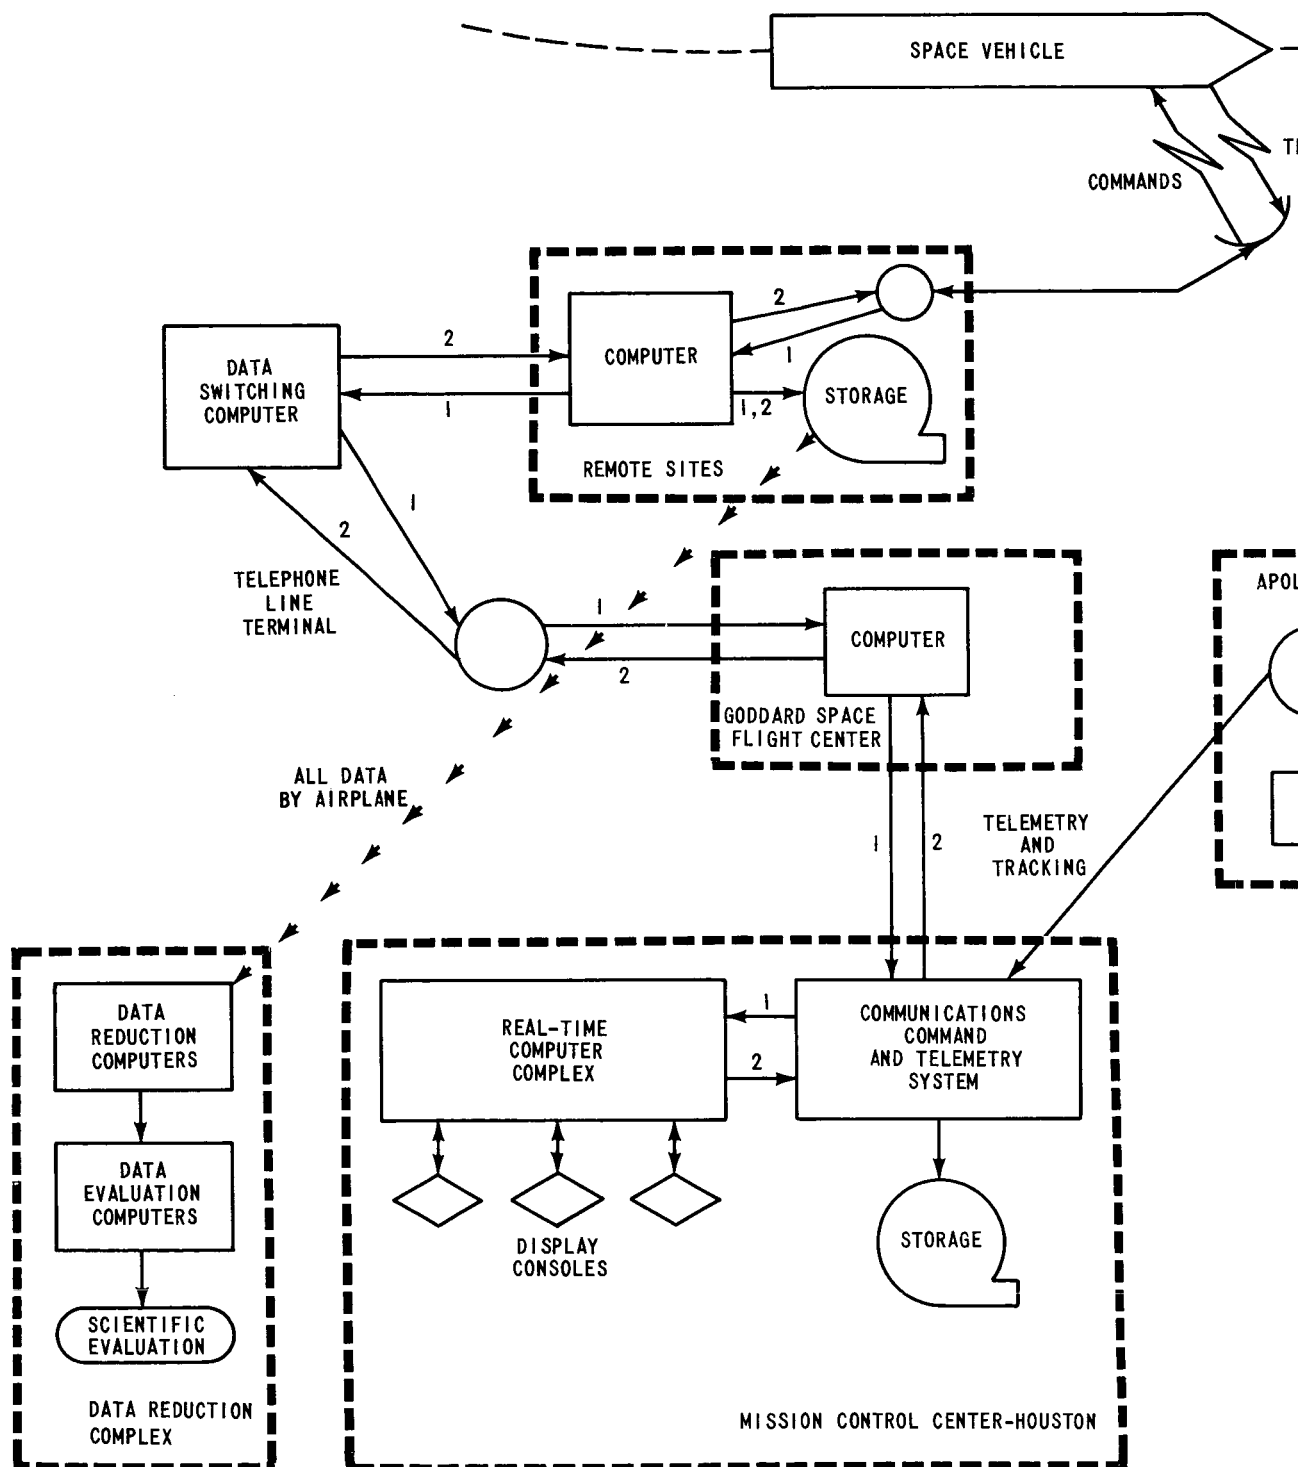 SPACE VEHICLE
COMMANDS
2
1
COMPUTER
2
1
1,2
STORAGE
REMOTE SITES
DATA
SWITCHING
COMPUTER
1
2
TELEPHONE
LINE
TERMINAL
1
2
COMPUTER
GODDARD SPACE
FLIGHT CENTER
ALL DATA
BY AIRPLANE
1
2
TELEMETRY
AND
TRACKING
DATA
REDUCTION
COMPUTERS
DATA
EVALUATION
COMPUTERS
SCIENTIFIC
EVALUATION
DATA REDUCTION
COMPLEX
REAL-TIME
COMPUTER
COMPLEX
1
2
COMMUNICATIONS
COMMAND
AND TELEMETRY
SYSTEM
DISPLAY
CONSOLES
STORAGE
MISSION CONTROL CENTER-HOUSTON